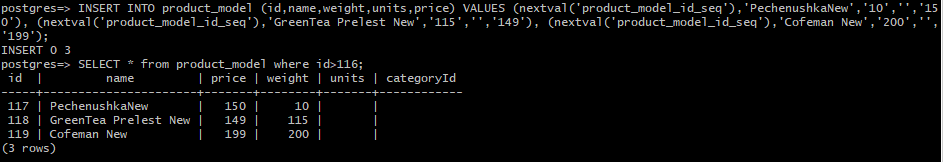 postgres=> INSERT INTO product_model (id,name,weight,units,price) VALUES (nextval('product_model_id_seq'),'PechenushkaNew','10','','15
0'), (nextval('product_model_id_seq'),'GreenTea Prelest New','115','','149'), (nextval('product_model_id_seq'),'Cofeman New','200','',
'199');
INSERT 0 3
postgres=> SELECT * from product_model where id>116;
 id  |         name         | price | weight | units | categoryId
-----+----------------------+-------+--------+-------+------------
 117 | PechenushkaNew       |   150 |     10 |       |
 118 | GreenTea Prelest New |   149 |    115 |       |
 119 | Cofeman New          |   199 |    200 |       |
(3 rows)